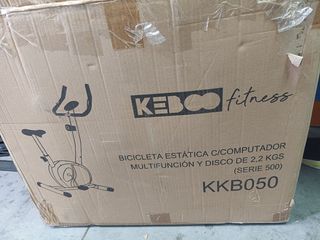 KEBOO fitness
BICICLETA ESTÁTICA C/COMPUTADOR
MULTIFUNCIÓN Y DISCO DE 2,2 KGS
(SERIE 500)
KKB050